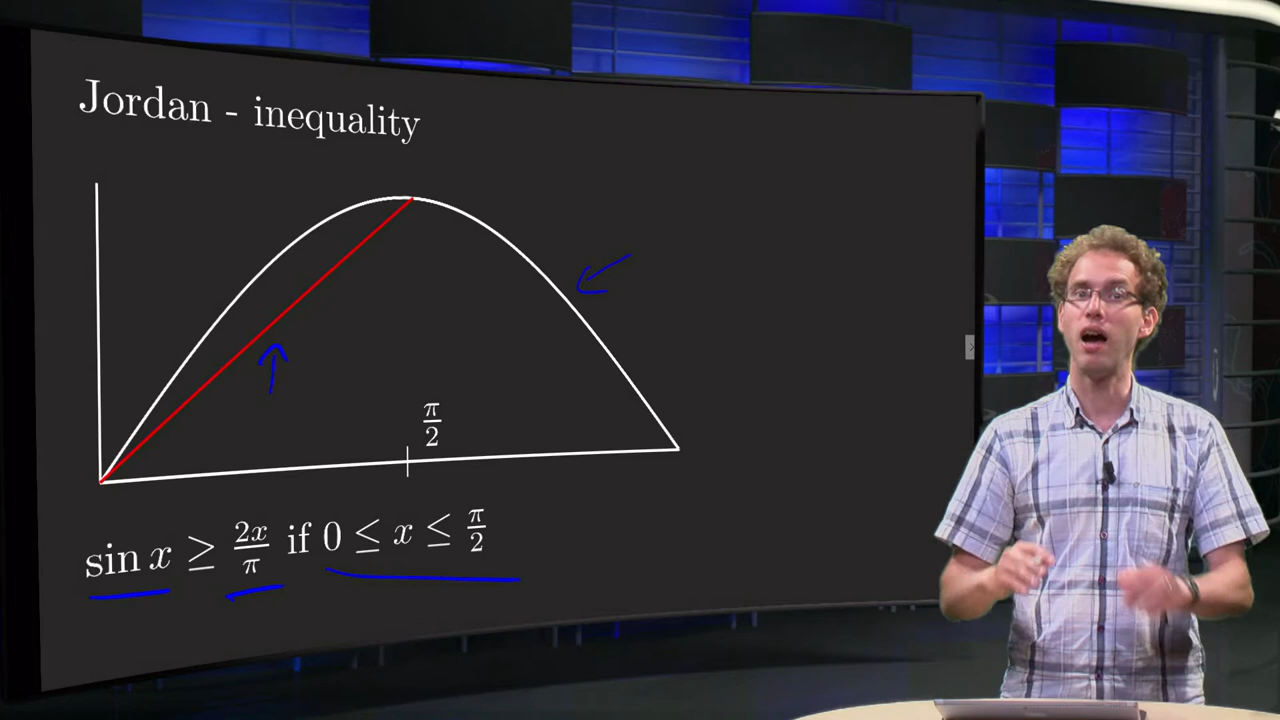 Jordan - inequality
π/2
sin x ≥ 2x/π if 0 ≤ x ≤ π/2